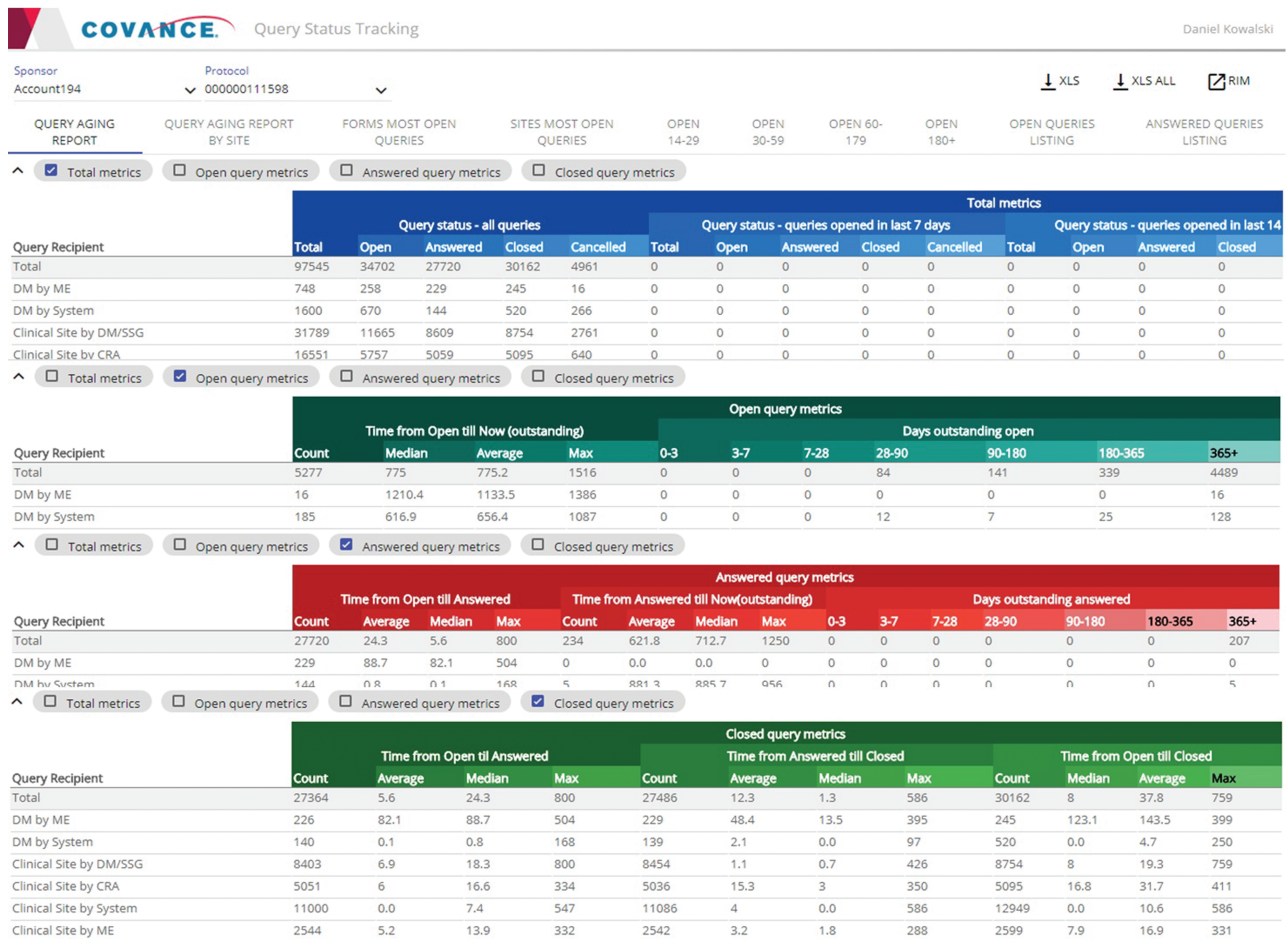 COVANCE. Query Status Tracking Daniel Kowalski
Sponsor Protocol
Account194 000000111598 XLS XLS ALL RIM
QUERY AGING QUERY AGING REPORT FORMS MOST OPEN SITES MOST OPEN OPEN OPEN OPEN 60- OPEN OPEN QUERIES ANSWERED QUERIES
REPORT BY SITE QUERIES QUERIES 14-29 30-59 179 180+ LISTING LISTING
Total metrics Open query metrics Answered query metrics Closed query metrics
Total metrics
Query status - all queries Query status - queries opened in last 7 days Query status - queries opened in last 14
Query Recipient Total Open Answered Closed Cancelled Total Open Answered Closed Cancelled Total Open Answered Closed
Total 97545 34702 27720 30162 4961 0 0 0 0 0 0 0 0 0
DM by ME 748 258 229 245 16 0 0 0 0 0 0 0 0 0
DM by System 1600 670 144 520 266 0 0 0 0 0 0 0 0 0
Clinical Site by DM/SSG 31789 11665 8609 8754 2761 0 0 0 0 0 0 0 0 0
Clinical Site by CRA 16551 5757 5059 5095 640 0 0 0 0 0 0 0 0 0
Total metrics Open query metrics Answered query metrics Closed query metrics
Open query metrics
Time from Open till Now (outstanding) Days outstanding open
Query Recipient Count Median Average Max 0-3 3-7 7-28 28-90 90-180 180-365 365+
Total 5277 775 775.2 1516 0 0 0 84 141 339 4489
DM by ME 16 1210.4 1133.5 1386 0 0 0 0 0 0 16
DM by System 185 616.9 656.4 1087 0 0 0 12 7 25 128
Total metrics Open query metrics Answered query metrics Closed query metrics
Answered query metrics
Time from Open till Answered Time from Answered till Now(outstanding) Days outstanding answered
Query Recipient Count Average Median Max Count Average Median Max 0-3 3-7 7-28 28-90 90-180 180-365 365+
Total 27720 24.3 5.6 800 234 621.8 712.7 1250 0 0 0 0 0 0 207
DM by ME 229 88.7 82.1 504 0 0.0 0.0 0 0 0 0 0 0 0 0
DM by System 144 0.8 0.1 168 5 881.3 885.7 956 0 0 0 0 0 0 5
Total metrics Open query metrics Answered query metrics Closed query metrics
Closed query metrics
Time from Open til Answered Time from Answered till Closed Time from Open till Closed
Query Recipient Count Average Median Max Count Average Median Max Count Median Average Max
Total 27364 5.6 24.3 800 27486 12.3 1.3 586 30162 8 37.8 759
DM by ME 226 82.1 88.7 504 229 48.4 13.5 395 245 123.1 143.5 399
DM by System 140 0.1 0.8 168 139 2.1 0.0 97 520 0.0 4.7 250
Clinical Site by DM/SSG 8403 6.9 18.3 800 8454 1.1 0.7 426 8754 8 19.3 759
Clinical Site by CRA 5051 6 16.6 334 5036 15.3 3 350 5095 16.8 31.7 411
Clinical Site by System 11000 0.0 7.4 547 11086 4 0.0 586 12949 0.0 10.6 586
Clinical Site by ME 2544 5.2 13.9 332 2542 3.2 1.8 288 2599 7.9 16.9 331